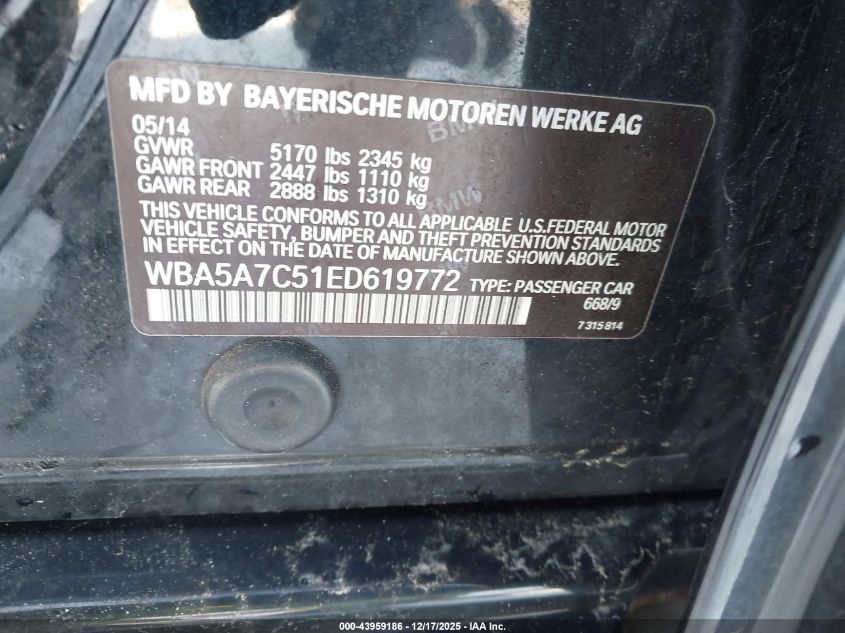 MFD BY BAYERISCHE MOTOREN WERKE AG
05/14
GVWR 5170 lbs 2345 kg
GAWR FRONT 2447 lbs 1110 kg
GAWR REAR 2888 lbs 1310 kg
THIS VEHICLE CONFORMS TO ALL APPLICABLE U.S.FEDERAL MOTOR
VEHICLE SAFETY, BUMPER AND THEFT PREVENTION STANDARDS
IN EFFECT ON THE DATE OF MANUFACTURE SHOWN ABOVE.
WBA5A7C51ED619772 TYPE: PASSENGER CAR
668/9
7 315 814
000-43959186 - 12/17/2025 - IAA Inc.